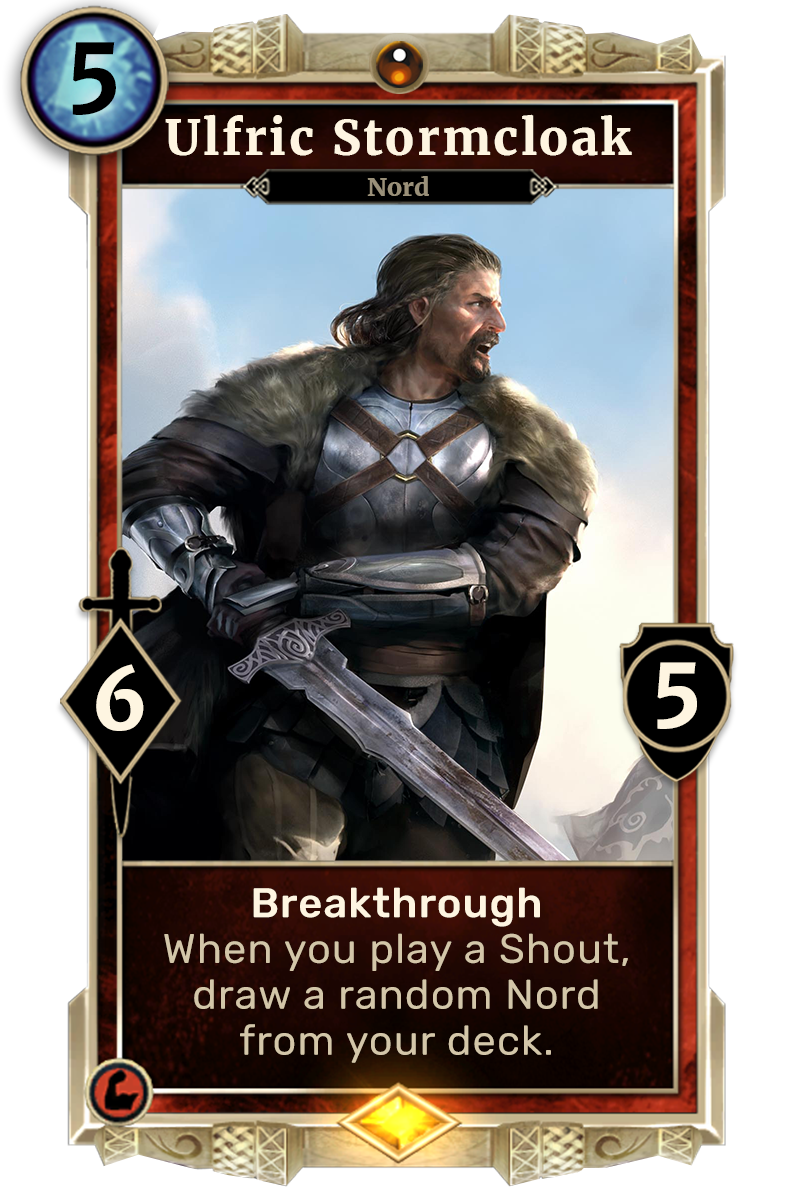 5
Ulfric Stormcloak
Nord
6
5
Breakthrough
When you play a Shout,
draw a random Nord
from your deck.